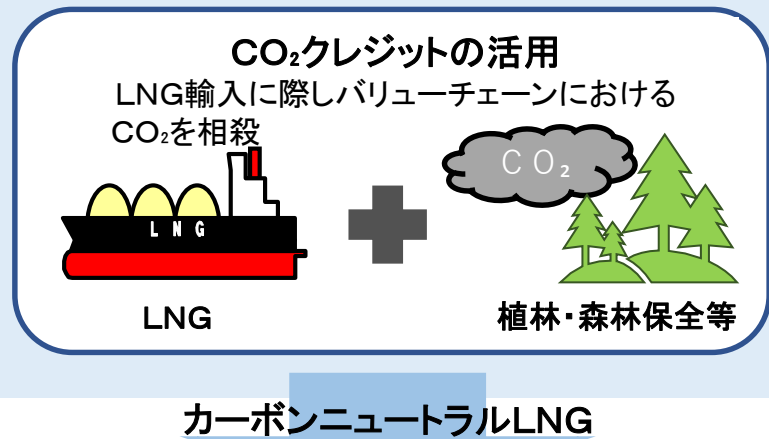 CO₂クレジットの活用
LNG輸入に際しバリューチェーンにおける
CO₂を相殺
CO₂
LNG
LNG
植林・森林保全等
カーボンニュートラルLNG